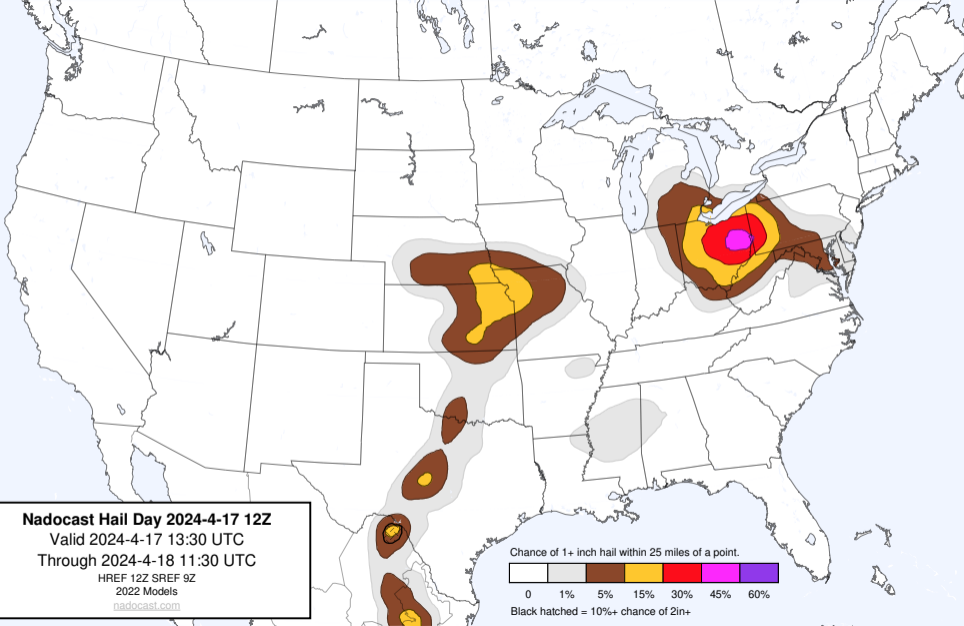 Nadocast Hail Day 2024-4-17 12Z
Valid 2024-4-17 13:30 UTC
Through 2024-4-18 11:30 UTC
HREF 12Z SREF 9Z
2022 Models
nadocast.com
Chance of 1+ inch hail within 25 miles of a point.
0 1% 5% 15% 30% 45% 60%
Black hatched = 10%+ chance of 2in+